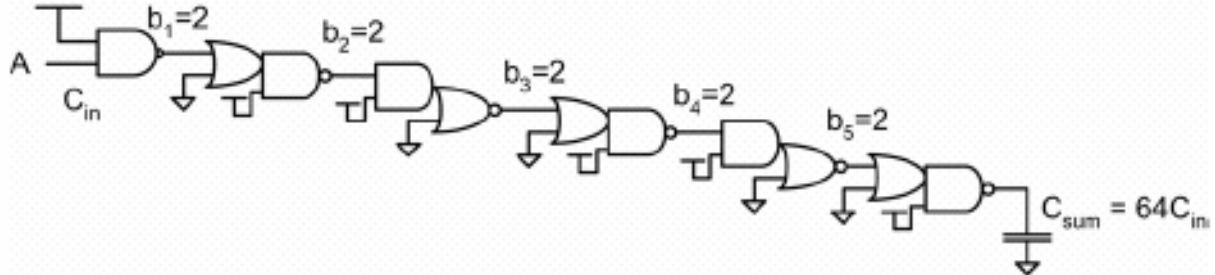 b₁=2
b₂=2
A
b₃=2
C_in
b₄=2
b₅=2
C_sum = 64C_in